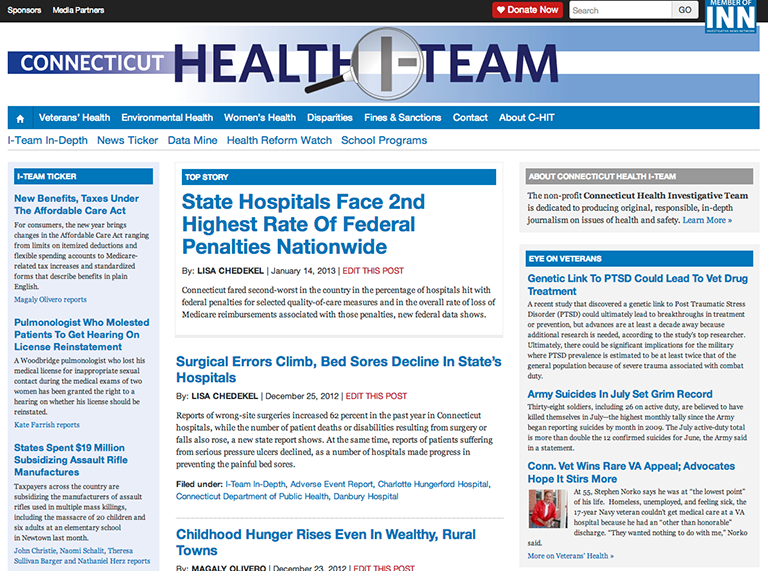 Sponsors Media Partners
Donate Now
Search
GO
MEMBER OF
INN
INVESTIGATIVE NEWS NETWORK
CONNECTICUT HEALTH I-TEAM
Veterans' Health Environmental Health Women's Health Disparities Fines & Sanctions Contact About C-HIT
I-Team In-Depth News Ticker Data Mine Health Reform Watch School Programs
I-TEAM TICKER
New Benefits, Taxes Under
The Affordable Care Act
For consumers, the new year brings
changes in the Affordable Care Act ranging
from limits on itemized deductions and
flexible spending accounts to Medicare-
related tax increases and standardized
forms that describe benefits in plain
English.
Magaly Olivero reports
Pulmonologist Who Molested
Patients To Get Hearing On
License Reinstatement
A Woodbridge pulmonologist who lost his
medical license for inappropriate sexual
contact during the medical exams of two
women has been granted the right to a
hearing on whether his license should be
reinstated.
Kate Farrish reports
States Spent $19 Million
Subsidizing Assault Rifle
Manufactures
Taxpayers across the country are
subsidizing the manufacturers of assault
rifles used in multiple mass killings,
including the massacre of 20 children and
six adults at an elementary school
in Newtown last month.
John Christie, Naomi Schalit, Theresa
Sullivan Barger and Nathaniel Herz reports
TOP STORY
State Hospitals Face 2nd
Highest Rate Of Federal
Penalties Nationwide
By: LISA CHEDEKEL | January 14, 2013 | EDIT THIS POST
Connecticut fared second-worst in the country in the percentage of hospitals hit with
federal penalties for selected quality-of-care measures and in the overall rate of loss of
Medicare reimbursements associated with those penalties, new federal data shows.
Surgical Errors Climb, Bed Sores Decline In State's
Hospitals
By: LISA CHEDEKEL | December 25, 2012 | EDIT THIS POST
Reports of wrong-site surgeries increased 62 percent in the past year in Connecticut
hospitals, while the number of patient deaths or disabilities resulting from surgery or
falls also rose, a new state report shows. At the same time, reports of patients suffering
from serious pressure ulcers declined, as a number of hospitals made progress in
preventing the painful bed sores.
Filed under: I-Team In-Depth, Adverse Event Report, Charlotte Hungerford Hospital,
Connecticut Department of Public Health, Danbury Hospital
Childhood Hunger Rises Even In Wealthy, Rural
Towns
By: MAGALY OLIVERO | December 23, 2012 | EDIT THIS POST
ABOUT CONNECTICUT HEALTH I-TEAM
The non-profit Connecticut Health Investigative Team
is dedicated to producing original, responsible, in-depth
journalism on issues of health and safety. Learn More »
EYE ON VETERANS
Genetic Link To PTSD Could Lead To Vet Drug
Treatment
A recent study that discovered a genetic link to Post Traumatic Stress
Disorder (PTSD) could ultimately lead to breakthroughs in treatment
or prevention, but advances are at least a decade away because
additional research is needed, according to the study's top researcher.
Ultimately, there could be significant implications for the military
where PTSD prevalence is estimated to be at least twice that of the
general population because of severe trauma associated with combat
duty.
Army Suicides In July Set Grim Record
Thirty-eight soldiers, including 26 on active duty, are believed to have
killed themselves in July—the highest monthly tally since the Army
began reporting suicides by month in 2009. The July active-duty total
is more than double the 12 confirmed suicides for June, the Army said
in a statement.
Conn. Vet Wins Rare VA Appeal; Advocates
Hope It Stirs More
At 55, Stephen Norko says he was at "the lowest point"
of his life. Homeless, unemployed, and feeling sick, the
17-year Navy veteran couldn't get medical care at a VA
hospital because he had an "other than honorable"
discharge. "They wanted nothing to do with me," Norko
said.
More on Veterans' Health »